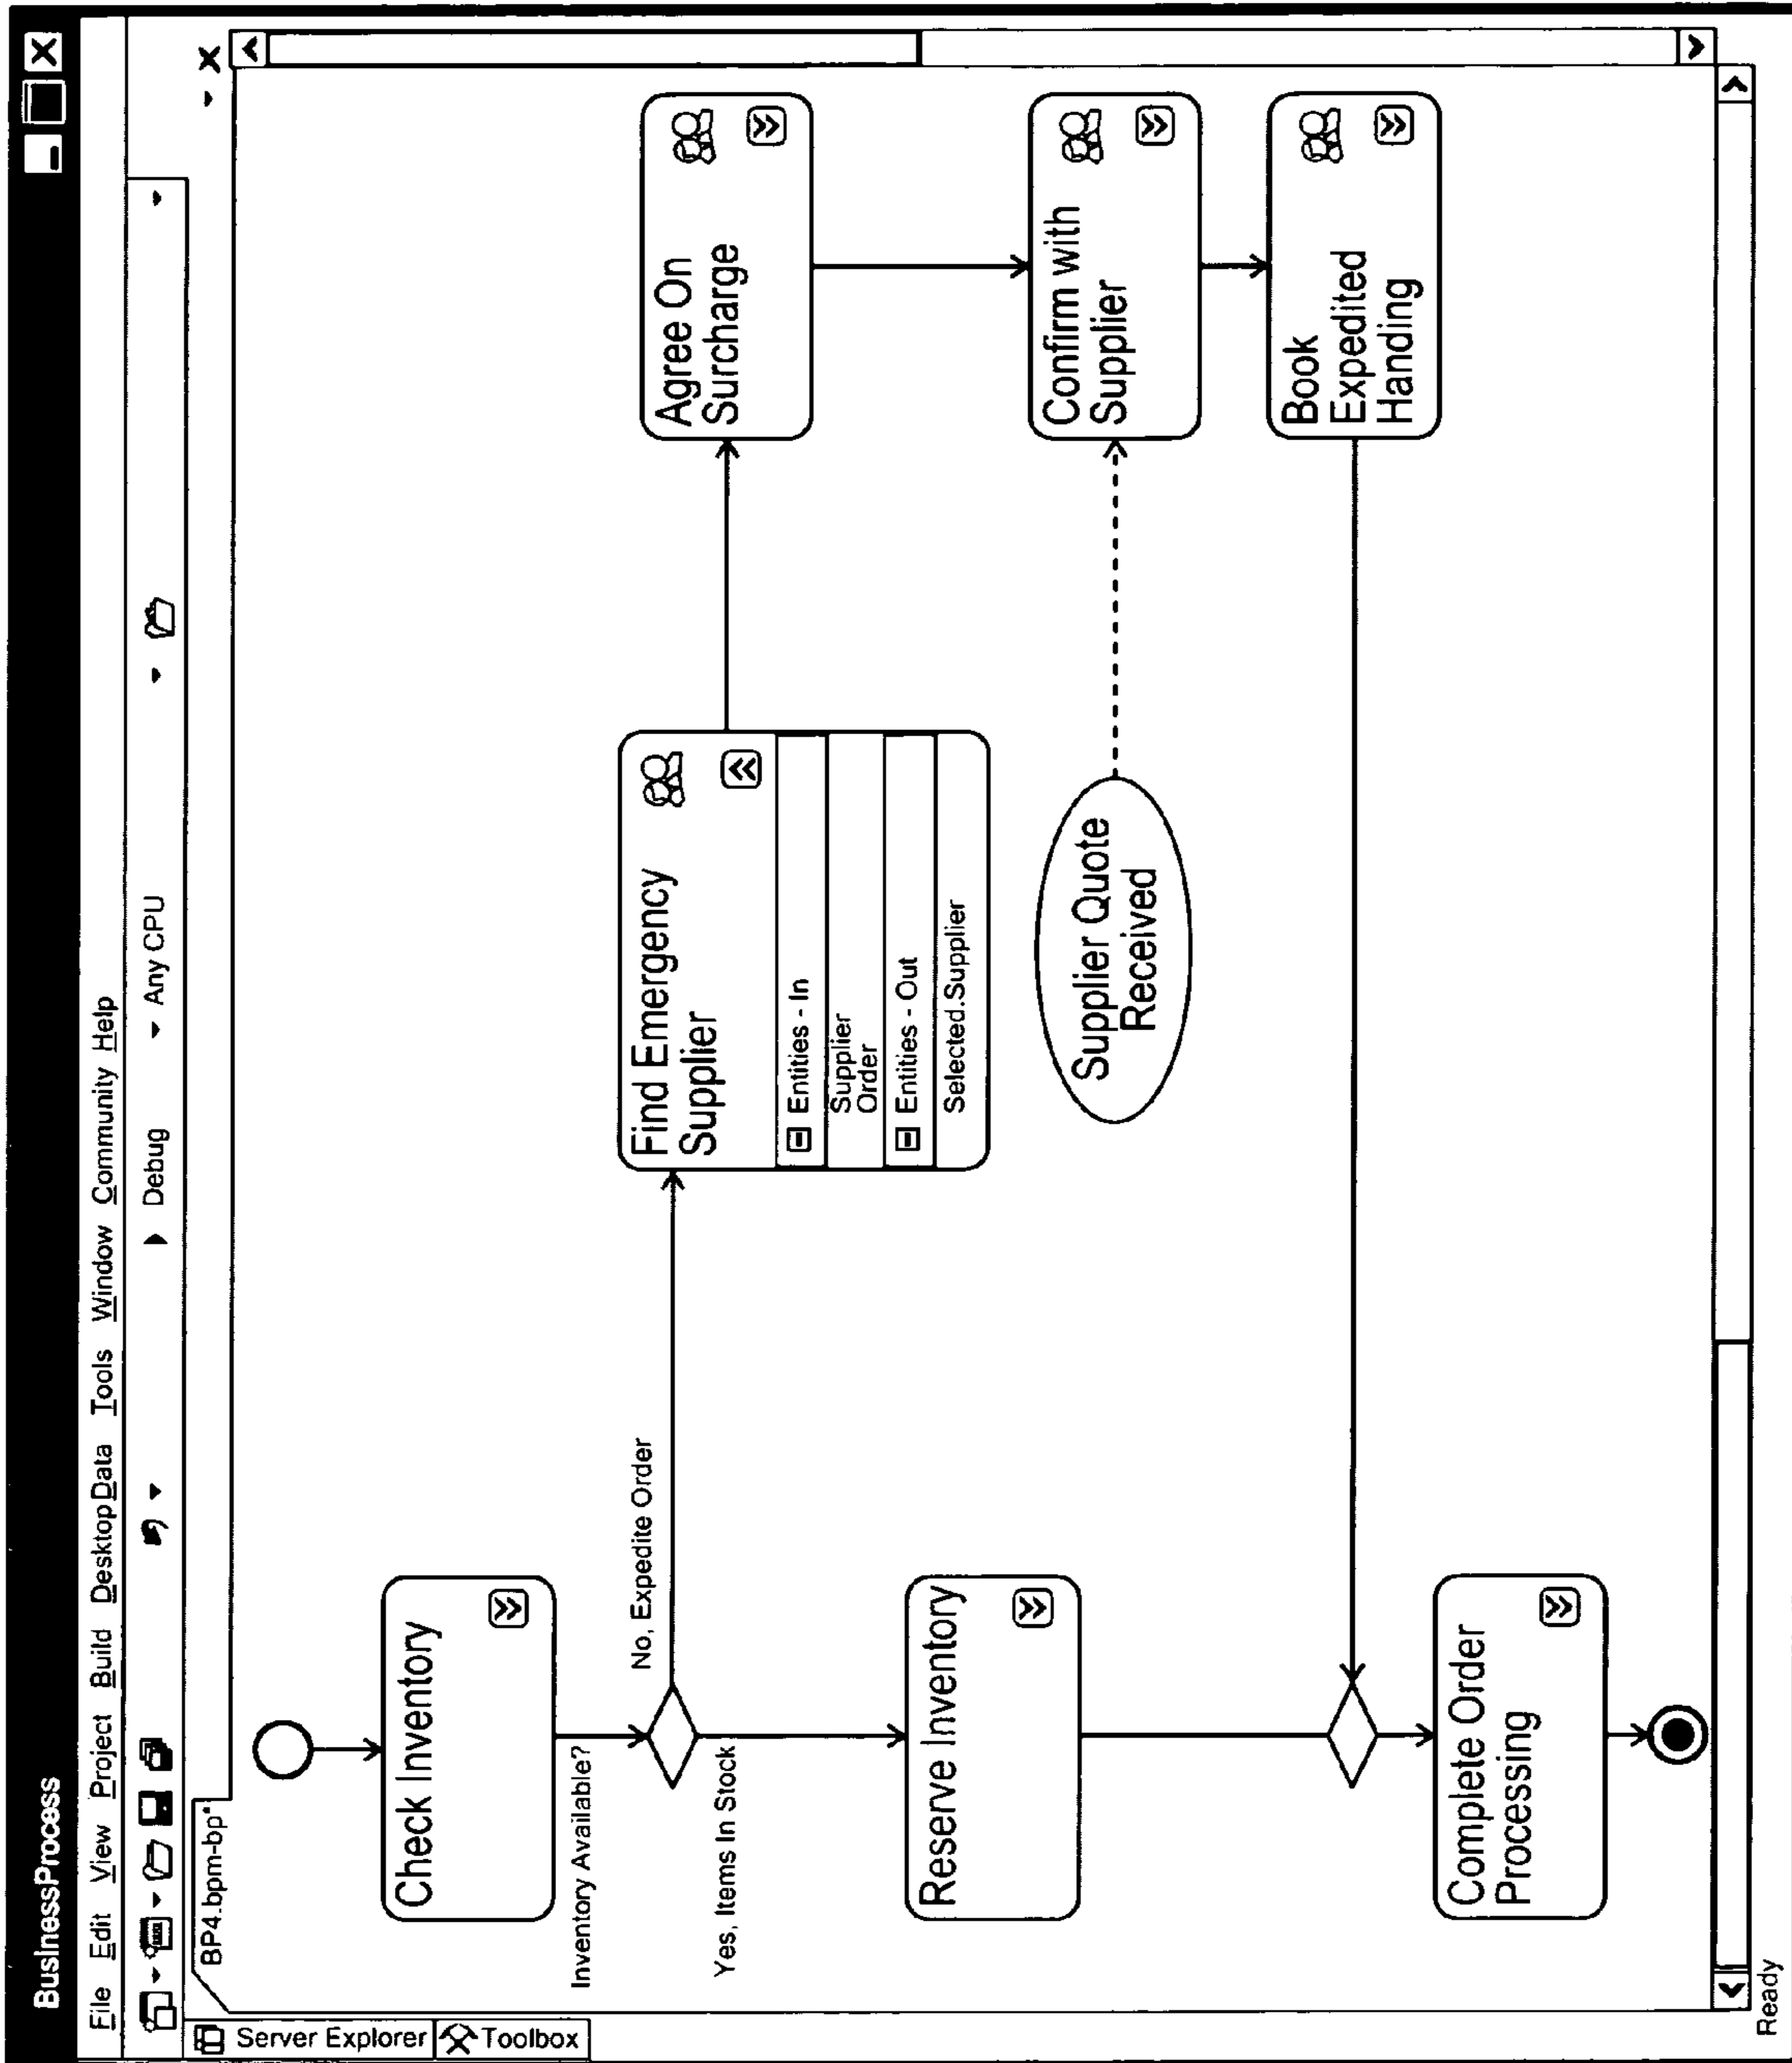 BusinessProcess
File Edit View Project Build DesktopData Tools Window Community Help
Debug Any CPU
BP4.bpm-bp*
Server Explorer
Toolbox
Check Inventory
Inventory Available?
No, Expedite Order
Yes, Items In Stock
Find Emergency
Supplier
Entities - In
Supplier
Order
Entities - Out
Selected.Supplier
Agree On
Surcharge
Reserve Inventory
Supplier Quote
Received
Confirm with
Supplier
Book
Expedited
Handing
Complete Order
Processing
Ready